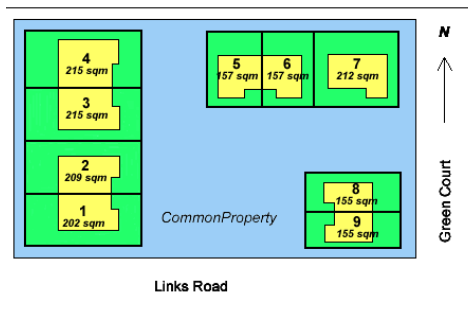 N
4
215 sqm
3
215 sqm
2
209 sqm
1
202 sqm
5
157 sqm
6
157 sqm
7
212 sqm
8
155 sqm
9
155 sqm
CommonProperty
Green Court
Links Road